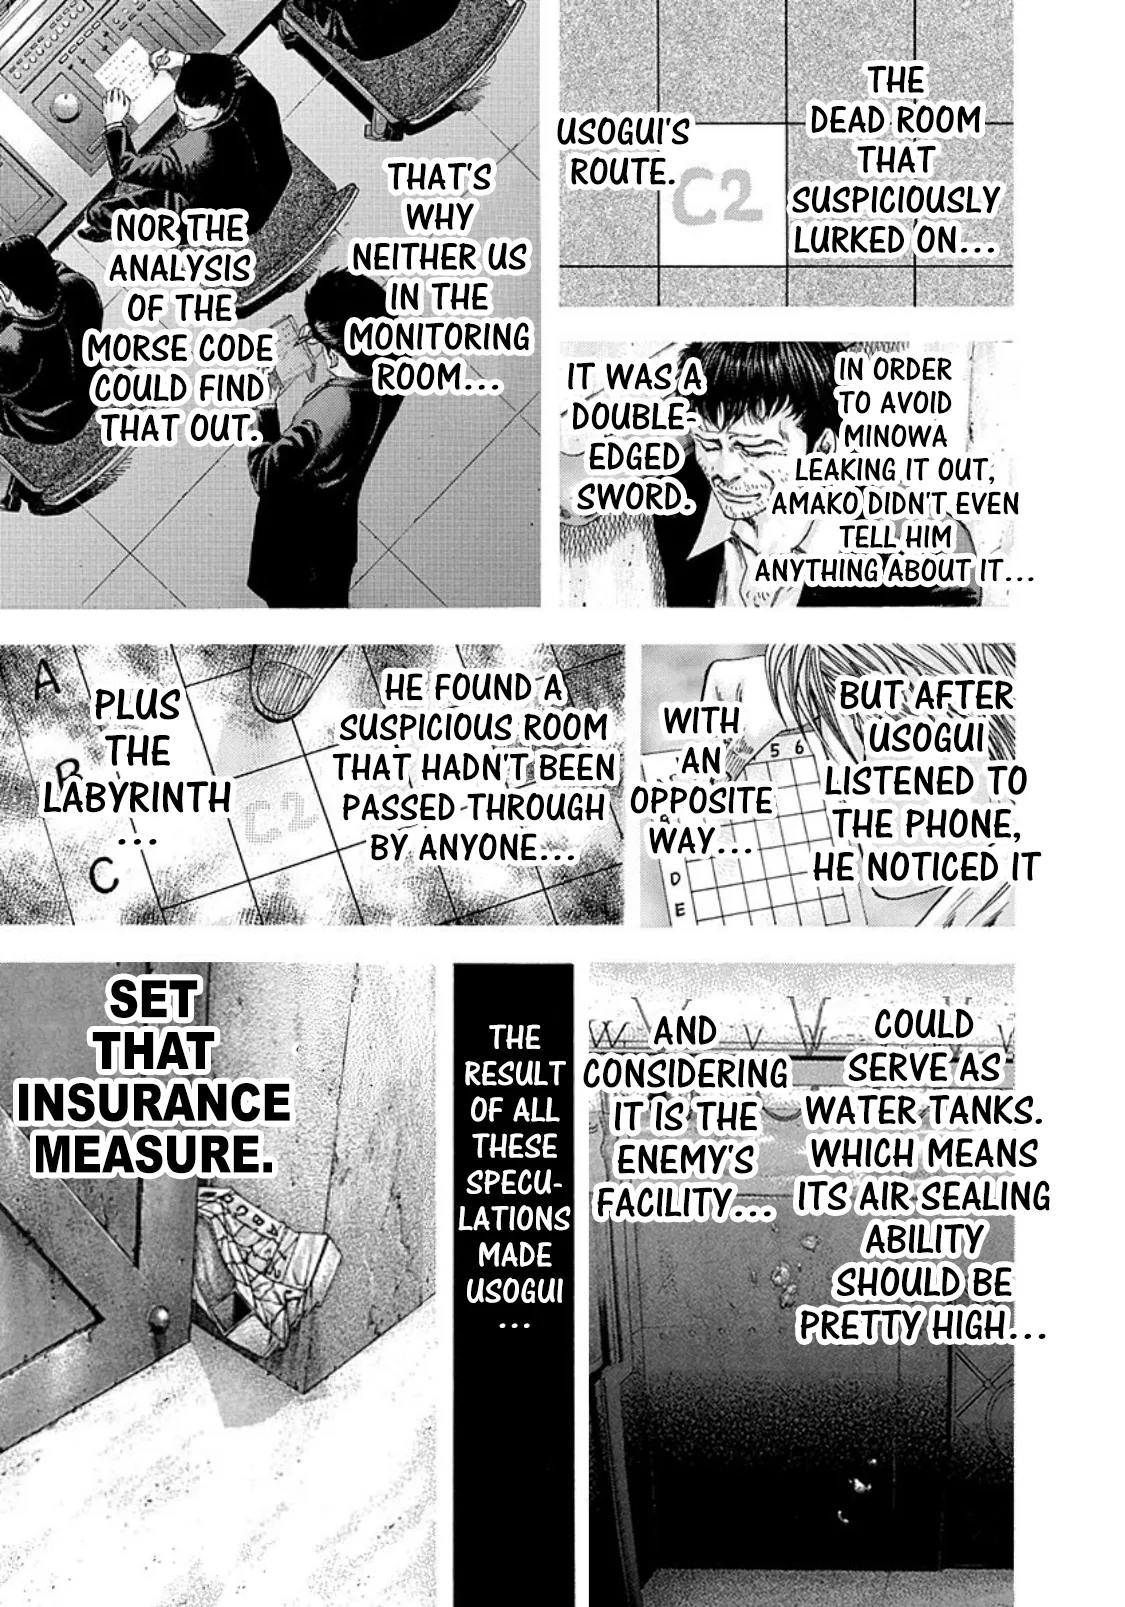 THE
DEAD ROOM
THAT
SUSPICIOUSLY
LURKED ON...
USOGUI'S
ROUTE.
C2
IN ORDER
TO AVOID
MINOWA
LEAKING IT OUT,
AMAKO DIDN'T EVEN
TELL HIM
ANYTHING ABOUT IT...
IT WAS A
DOUBLE-
EDGED
SWORD.
THAT'S
WHY
NEITHER US
IN THE
MONITORING
ROOM...
NOR THE
ANALYSIS
OF THE
MORSE CODE
COULD FIND
THAT OUT.
BUT AFTER
USOGUI
LISTENED TO
THE PHONE,
HE NOTICED IT
WITH
AN
OPPOSITE
WAY...
5 6
D
E
HE FOUND A
SUSPICIOUS ROOM
THAT HADN'T BEEN
PASSED THROUGH
BY ANYONE...
PLUS
THE
LABYRINTH
...
A
B
C
C2
COULD
SERVE AS
WATER TANKS.
WHICH MEANS
ITS AIR SEALING
ABILITY
SHOULD BE
PRETTY HIGH...
AND
CONSIDERING
IT IS THE
ENEMY'S
FACILITY...
THE
RESULT
OF ALL
THESE
SPECU-
LATIONS
MADE
USOGUI
...
SET
THAT
INSURANCE
MEASURE.